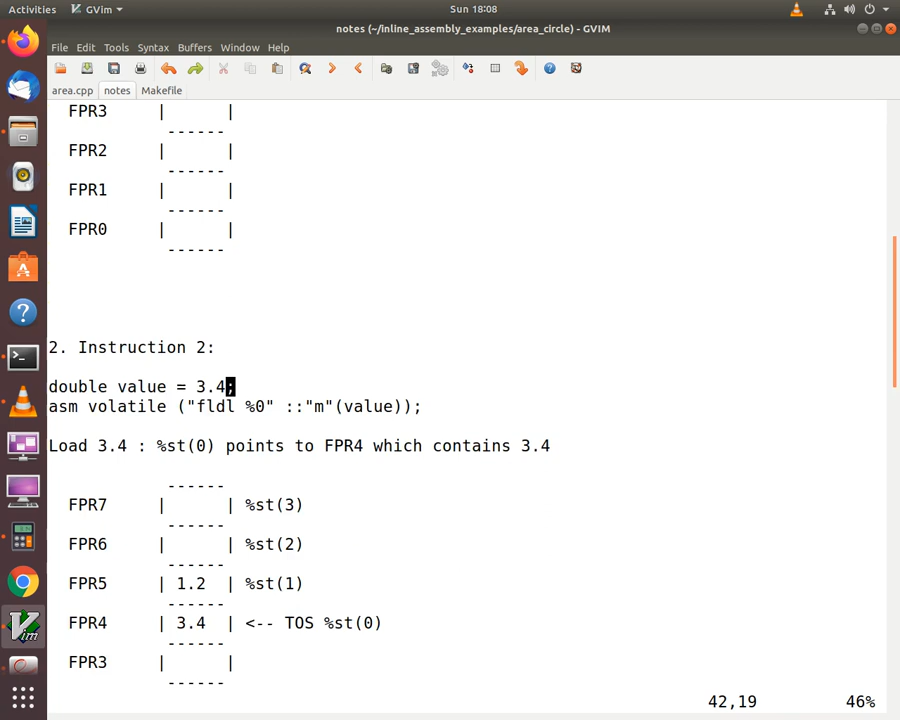 Activities GVim Sun 18:08
notes (~/inline_assembly_examples/area_circle) - GVIM
File Edit Tools Syntax Buffers Window Help
area.cpp notes Makefile
FPR3 | |
------
FPR2 | |
------
FPR1 | |
------
FPR0 | |
------
2. Instruction 2:
double value = 3.4;
asm volatile ("fldl %0" ::"m"(value));
Load 3.4 : %st(0) points to FPR4 which contains 3.4
------
FPR7 | | %st(3)
------
FPR6 | | %st(2)
------
FPR5 | 1.2 | %st(1)
------
FPR4 | 3.4 | <-- TOS %st(0)
------
FPR3 | |
------
42,19 46%